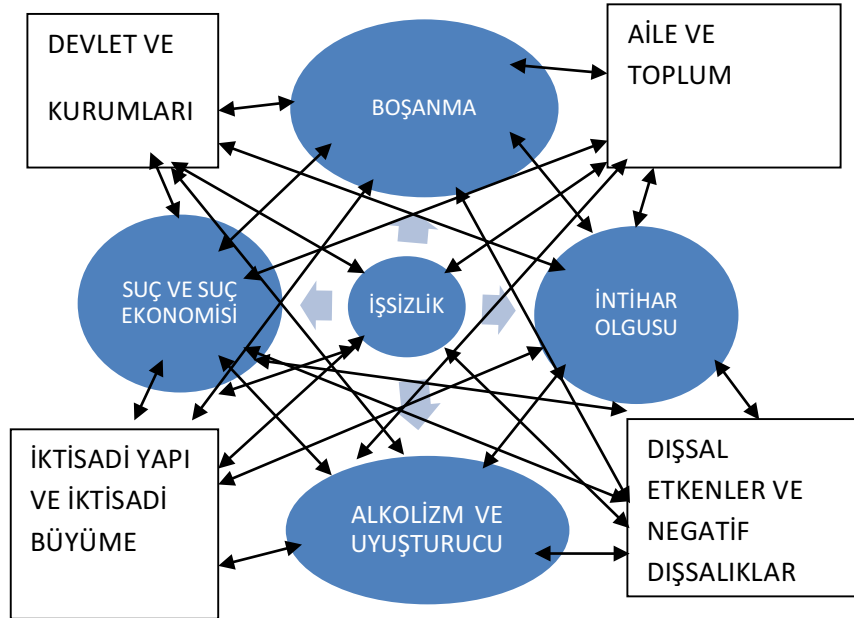 DEVLET VE
KURUMLARI
BOŞANMA
AİLE VE
TOPLUM
SUÇ VE SUÇ
EKONOMİSİ
İŞSİZLİK
İNTİHAR
OLGUSU
İKTİSADİ YAPI
VE İKTİSADİ
BÜYÜME
ALKOLİZM VE
UYUŞTURUCU
DIŞSAL
ETKENLER VE
NEGATİF
DIŞSALIKLAR